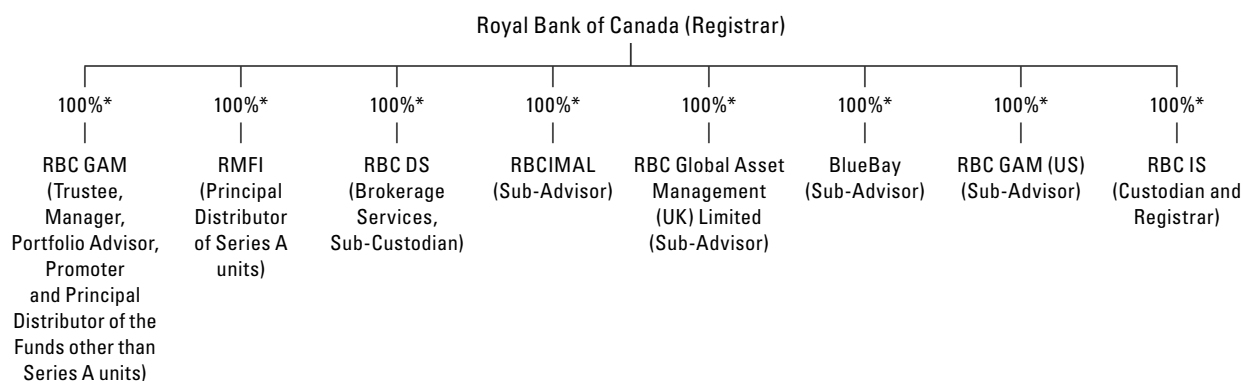 Royal Bank of Canada (Registrar)
100%* 100%* 100%* 100%* 100%* 100%* 100%* 100%*
RBC GAM
(Trustee,
Manager,
Portfolio Advisor,
Promoter
and Principal
Distributor of the
Funds other than
Series A units)
RMFI
(Principal
Distributor
of Series A
units)
RBC DS
(Brokerage
Services,
Sub-Custodian)
RBCIMAL
(Sub-Advisor)
RBC Global Asset
Management
(UK) Limited
(Sub-Advisor)
BlueBay
(Sub-Advisor)
RBC GAM (US)
(Sub-Advisor)
RBC IS
(Custodian and
Registrar)